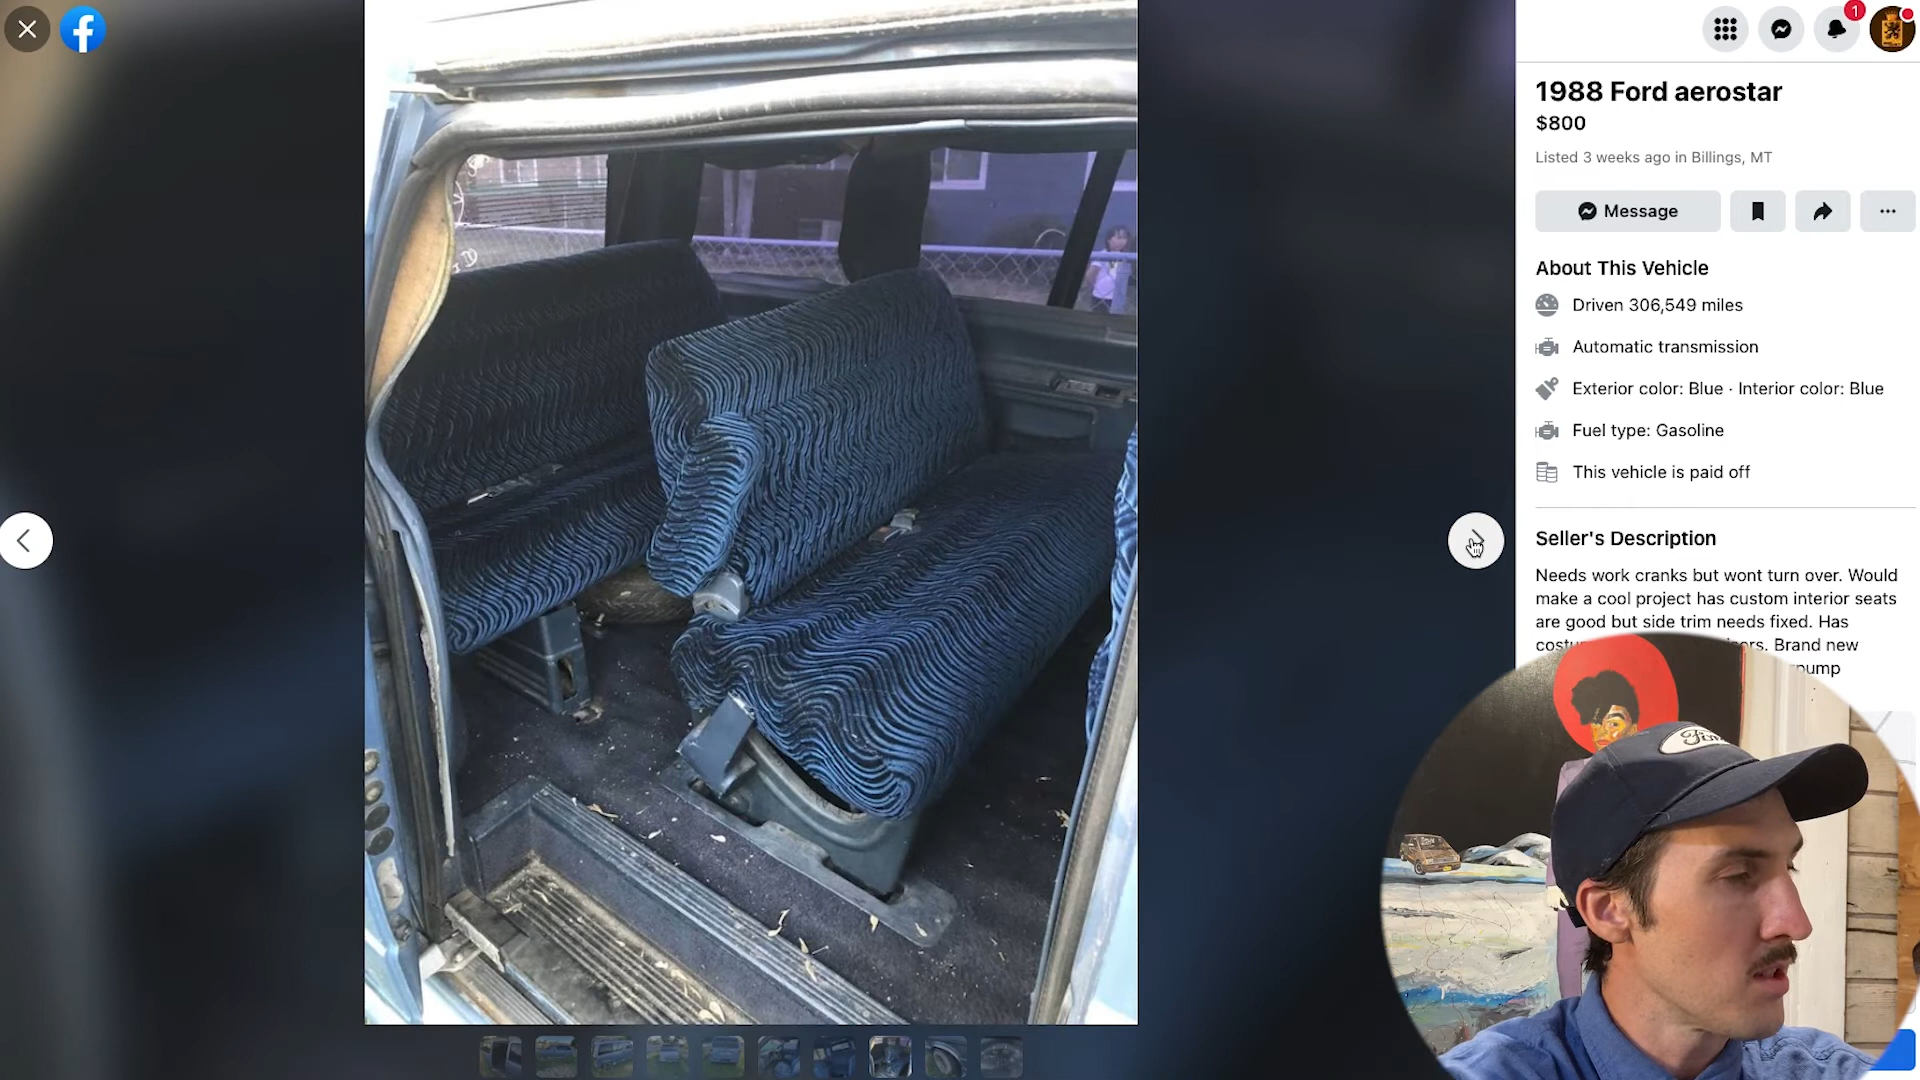 1
1988 Ford aerostar
$800
Listed 3 weeks ago in Billings, MT
Message
About This Vehicle
Driven 306,549 miles
Automatic transmission
Exterior color: Blue · Interior color: Blue
Fuel type: Gasoline
This vehicle is paid off
Seller's Description
Needs work cranks but wont turn over. Would
make a cool project has custom interior seats
are good but side trim needs fixed. Has
Brand new
pump
Ford